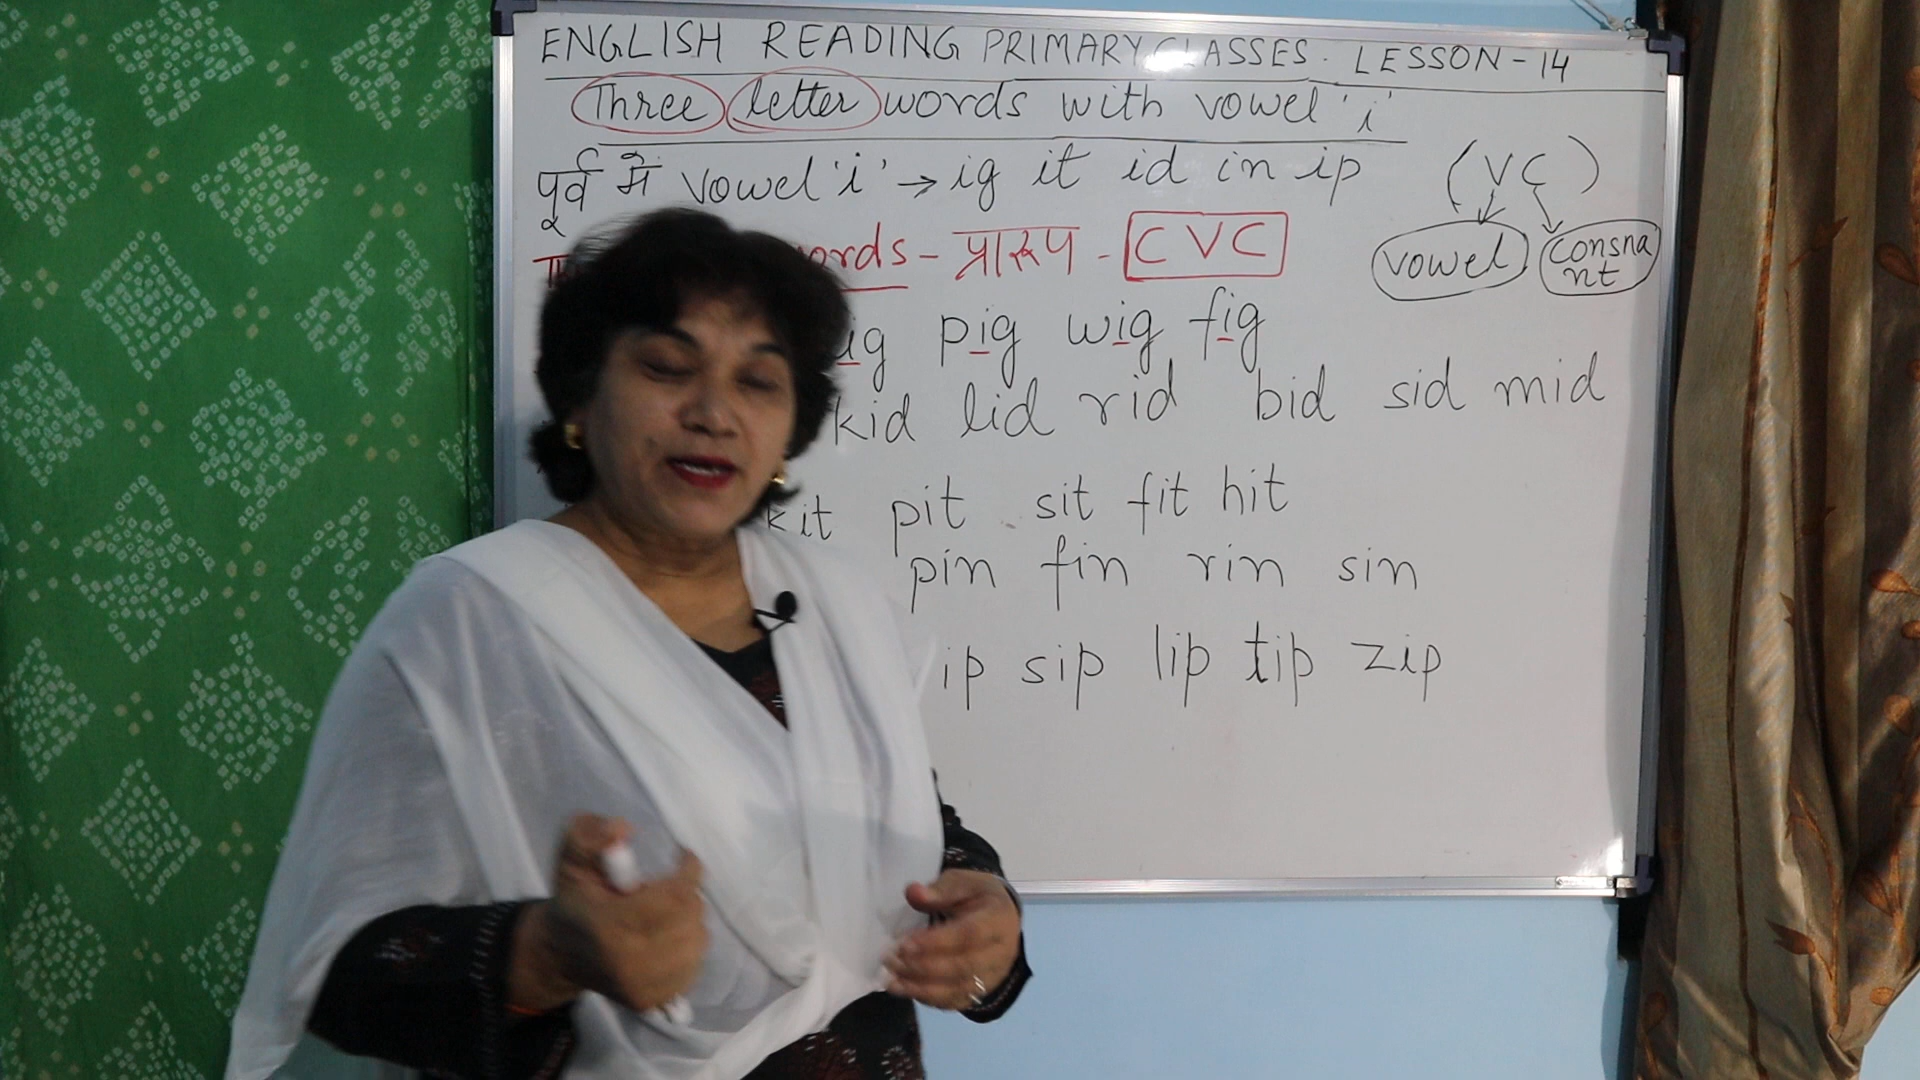 ENGLISH READING PRIMARY CLASSES. LESSON-14
Three letter words with vowel 'i'
पूर्व में vowel 'i' → ig it id in ip (VC)
vowel consnant
words - प्रारूप - CVC
pig wig fig
kid lid rid bid sid mid
kit pit sit fit hit
pin fin rin sin
ip sip lip tip zip